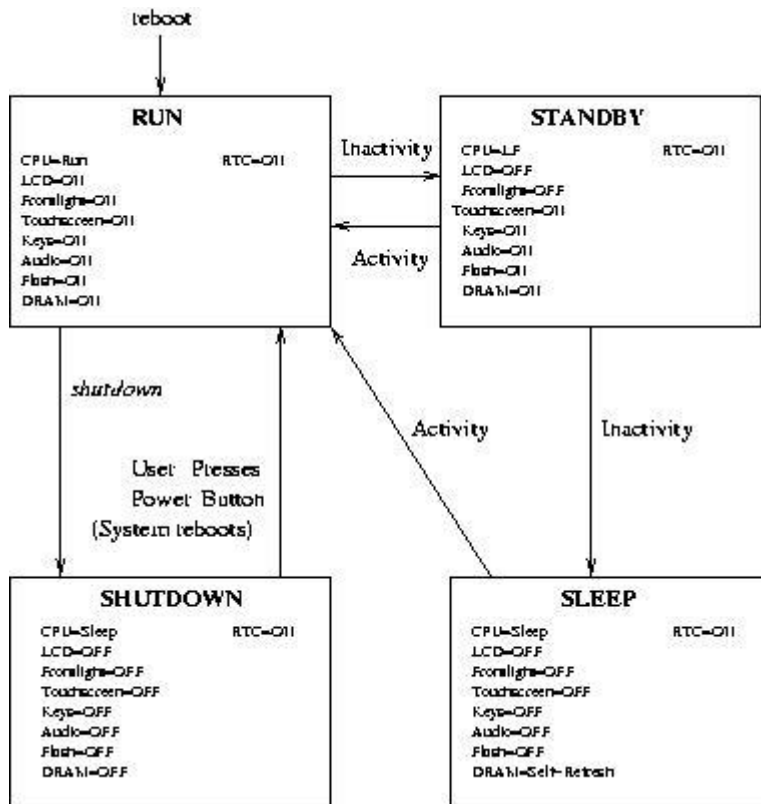 reboot
RUN
CPU=Run RTC=On
LCD=On
Frontlight=On
Touchscreen=On
Keys=On
Audio=On
Flash=On
DRAM=On
Inactivity
Activity
STANDBY
CPU=LF RTC=On
LCD=OFF
Frontlight=OFF
Touchscreen=On
Keys=On
Audio=On
Flash=On
DRAM=On
shutdown
User Presses
Power Button
(System reboots)
Activity
Inactivity
SHUTDOWN
CPU=Sleep RTC=On
LCD=OFF
Frontlight=OFF
Touchscreen=OFF
Keys=OFF
Audio=OFF
Flash=OFF
DRAM=OFF
SLEEP
CPU=Sleep RTC=On
LCD=OFF
Frontlight=OFF
Touchscreen=OFF
Keys=OFF
Audio=OFF
Flash=OFF
DRAM=Self-Refresh